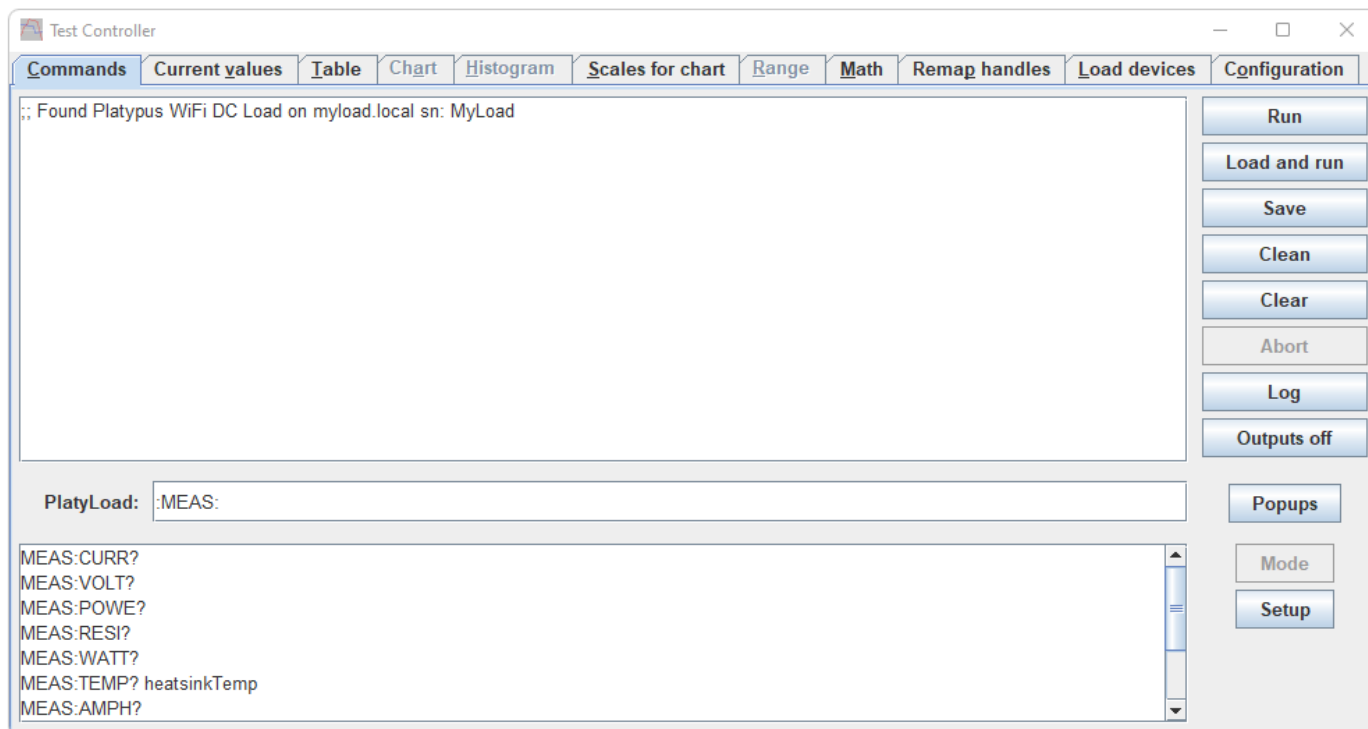 Test Controller
Commands Current values Table Chart Histogram Scales for chart Range Math Remap handles Load devices Configuration
;; Found Platypus WiFi DC Load on myload.local sn: MyLoad
Run
Load and run
Save
Clean
Clear
Abort
Log
Outputs off
PlatyLoad: :MEAS: Popups
MEAS:CURR?
MEAS:VOLT?
MEAS:POWE?
MEAS:RESI?
MEAS:WATT?
MEAS:TEMP? heatsinkTemp
MEAS:AMPH?
Mode
Setup